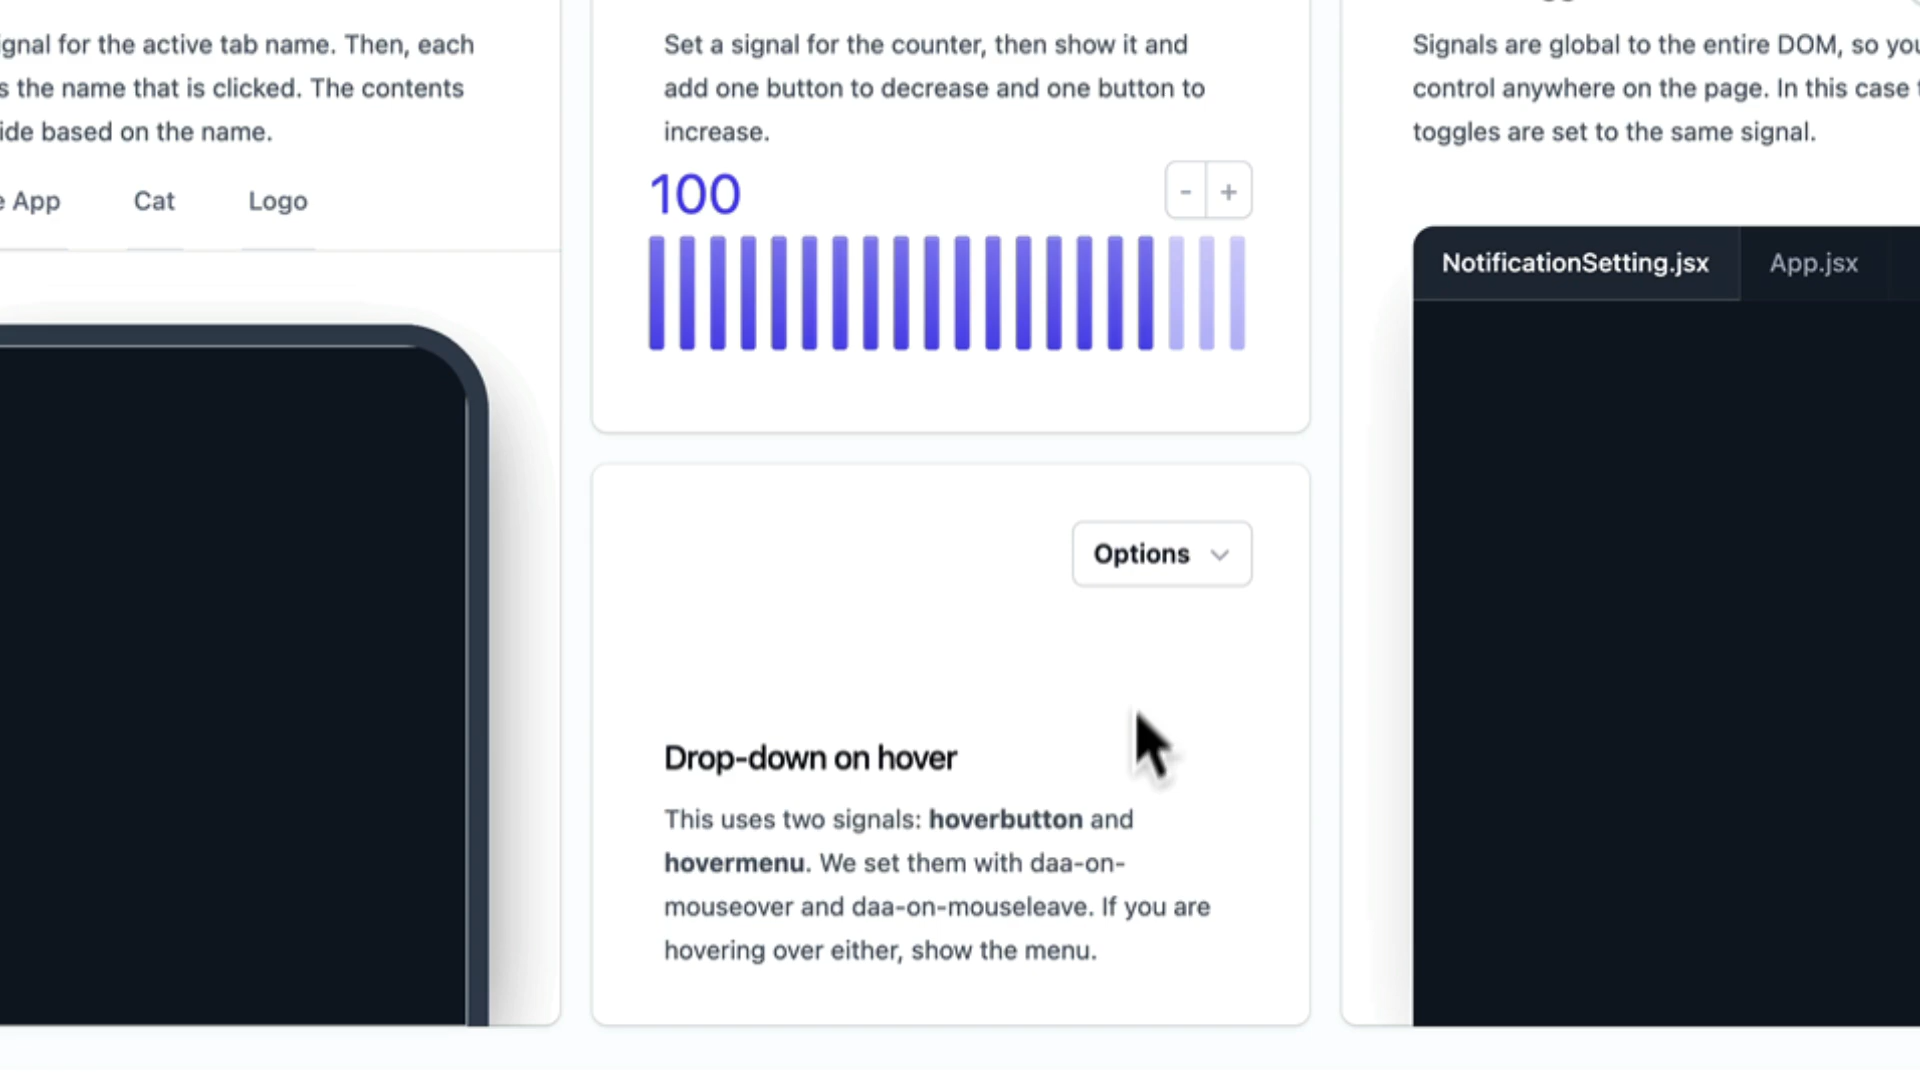 ignal for the active tab name. Then, each
s the name that is clicked. The contents
ide based on the name.
e App Cat Logo
Set a signal for the counter, then show it and
add one button to decrease and one button to
increase.
100
- +
Options
Drop-down on hover
This uses two signals: hoverbutton and
hovermenu. We set them with daa-on-
mouseover and daa-on-mouseleave. If you are
hovering over either, show the menu.
Signals are global to the entire DOM, so you
control anywhere on the page. In this case t
toggles are set to the same signal.
NotificationSetting.jsx App.jsx